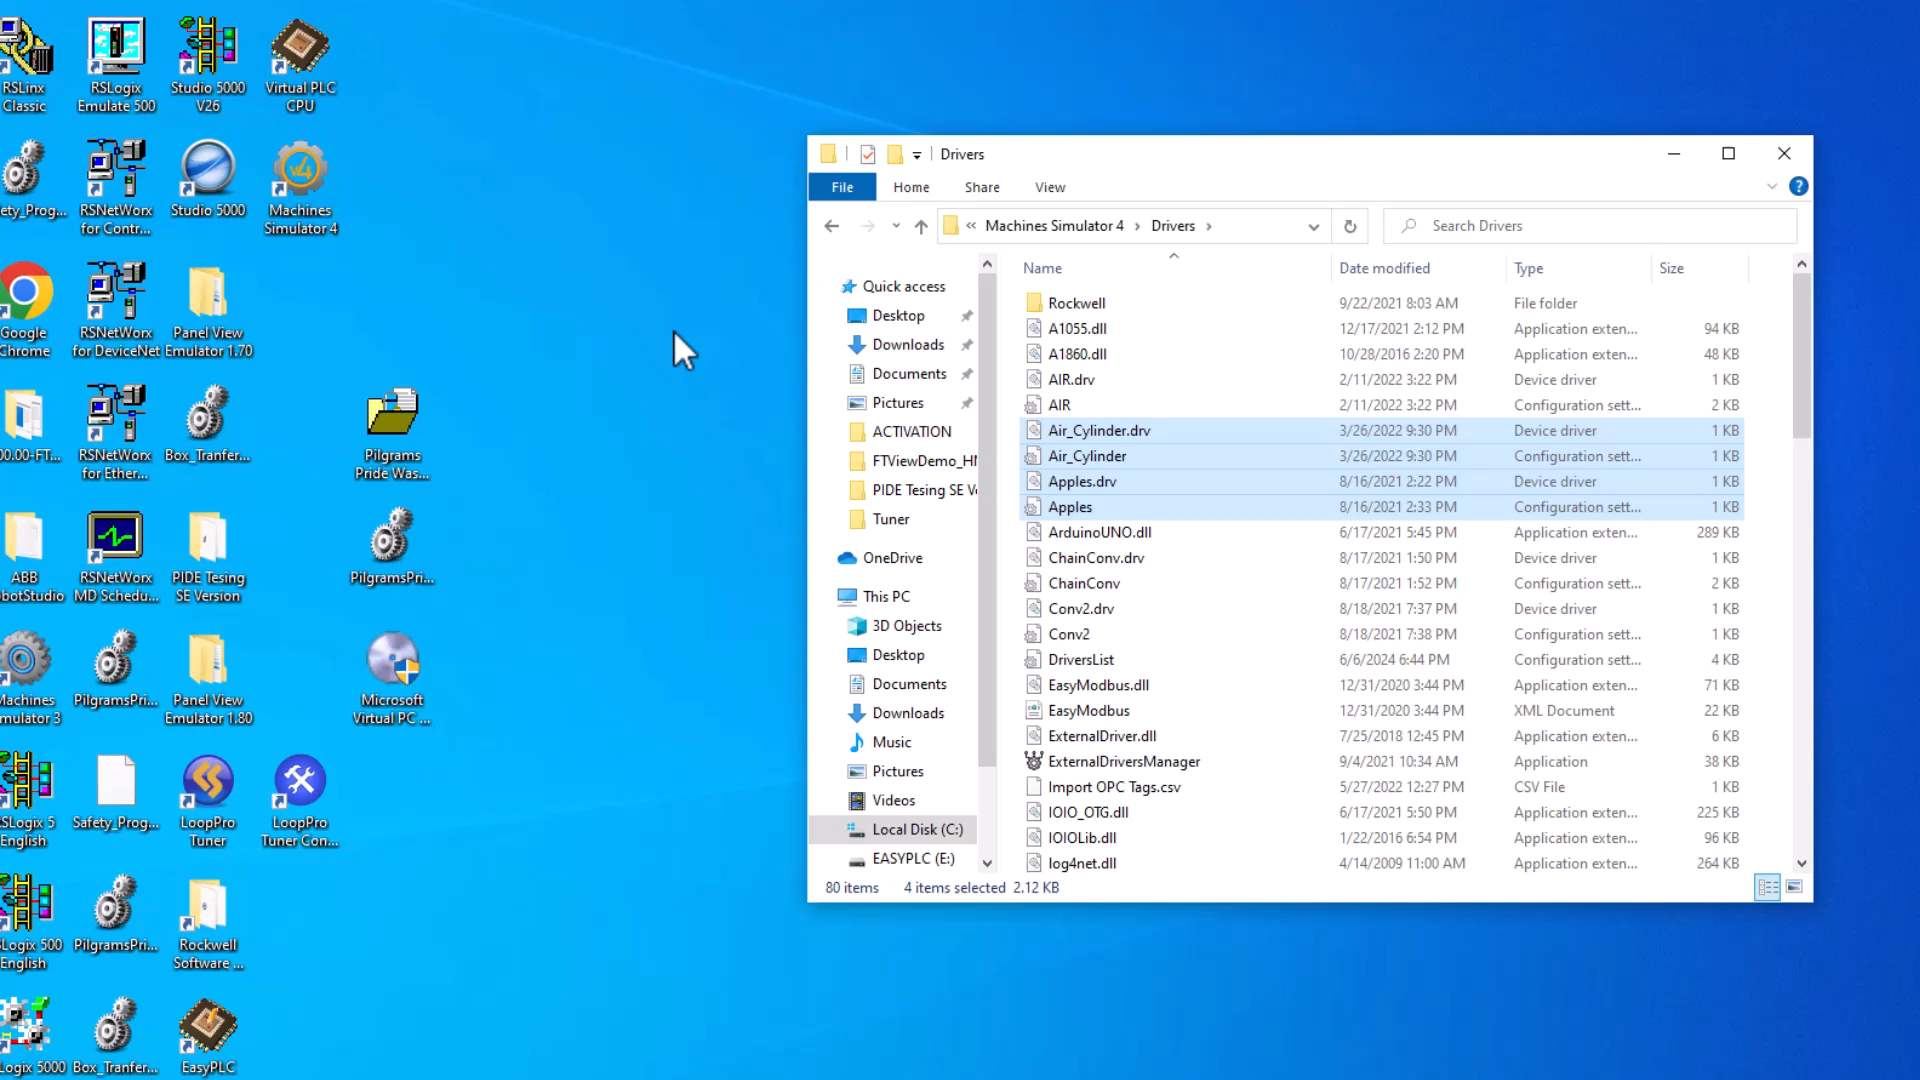 RSLinx
Classic
RSLogix
Emulate 500
Studio 5000
V26
Virtual PLC
CPU
ety_Prog...
RSNetWorx
for Contr...
Studio 5000
Machines
Simulator 4
Google
Chrome
RSNetWorx
for DeviceNet
Panel View
Emulator 1.70
00.00-FT...
RSNetWorx
for Ether...
Box_Tranfer...
Pilgrams
Pride Was...
ABB
botStudio
RSNetWorx
MD Schedu...
PIDE Tesing
SE Version
PilgramsPri...
Machines
mulator 3
PilgramsPri...
Panel View
Emulator 1.80
Microsoft
Virtual PC ...
SLogix 5
English
Safety_Prog...
LoopPro
Tuner
LoopPro
Tuner Con...
SLogix 500
English
PilgramsPri...
Rockwell
Software ...
Logix 5000
Box_Tranfer...
EasyPLC
Drivers
File Home Share View
« Machines Simulator 4 › Drivers ›
Search Drivers
Quick access
Desktop
Downloads
Documents
Pictures
ACTIVATION
FTViewDemo_HM
PIDE Tesing SE Ve
Tuner
OneDrive
This PC
3D Objects
Desktop
Documents
Downloads
Music
Pictures
Videos
Local Disk (C:)
EASYPLC (E:)
Name Date modified Type Size
Rockwell 9/22/2021 8:03 AM File folder
A1055.dll 12/17/2021 2:12 PM Application exten... 94 KB
A1860.dll 10/28/2016 2:20 PM Application exten... 48 KB
AIR.drv 2/11/2022 3:22 PM Device driver 1 KB
AIR 2/11/2022 3:22 PM Configuration sett... 2 KB
Air_Cylinder.drv 3/26/2022 9:30 PM Device driver 1 KB
Air_Cylinder 3/26/2022 9:30 PM Configuration sett... 1 KB
Apples.drv 8/16/2021 2:22 PM Device driver 1 KB
Apples 8/16/2021 2:33 PM Configuration sett... 1 KB
ArduinoUNO.dll 6/17/2021 5:45 PM Application exten... 289 KB
ChainConv.drv 8/17/2021 1:50 PM Device driver 1 KB
ChainConv 8/17/2021 1:52 PM Configuration sett... 2 KB
Conv2.drv 8/18/2021 7:37 PM Device driver 1 KB
Conv2 8/18/2021 7:38 PM Configuration sett... 1 KB
DriversList 6/6/2024 6:44 PM Configuration sett... 4 KB
EasyModbus.dll 12/31/2020 3:44 PM Application exten... 71 KB
EasyModbus 12/31/2020 3:44 PM XML Document 22 KB
ExternalDriver.dll 7/25/2018 12:45 PM Application exten... 6 KB
ExternalDriversManager 9/4/2021 10:34 AM Application 38 KB
Import OPC Tags.csv 5/27/2022 12:27 PM CSV File 1 KB
IOIO_OTG.dll 6/17/2021 5:50 PM Application exten... 225 KB
IOIOLib.dll 1/22/2016 6:54 PM Application exten... 96 KB
log4net.dll 4/14/2009 11:00 AM Application exten... 264 KB
80 items 4 items selected 2.12 KB